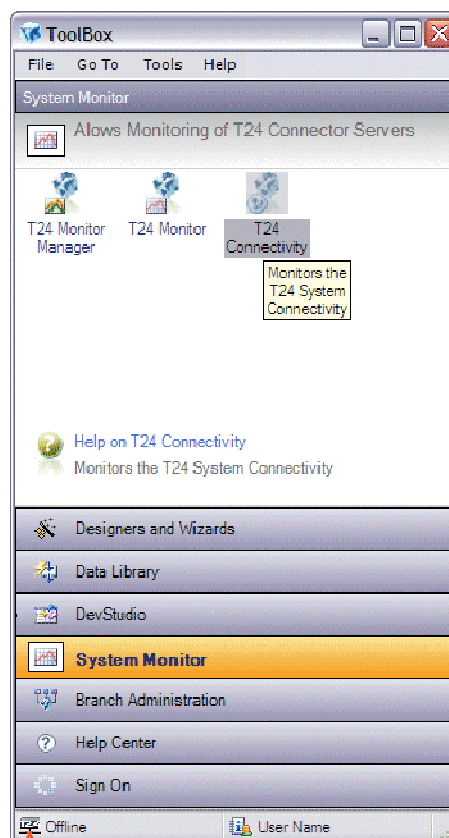 ToolBox
File Go To Tools Help
System Monitor
Alows Monitoring of T24 Connector Servers
T24 Monitor Manager
T24 Monitor
T24 Connectivity
Monitors the
T24 System
Connectivity
Help on T24 Connectivity
Monitors the T24 System Connectivity
Designers and Wizards
Data Library
DevStudio
System Monitor
Branch Administration
Help Center
Sign On
Offline User Name